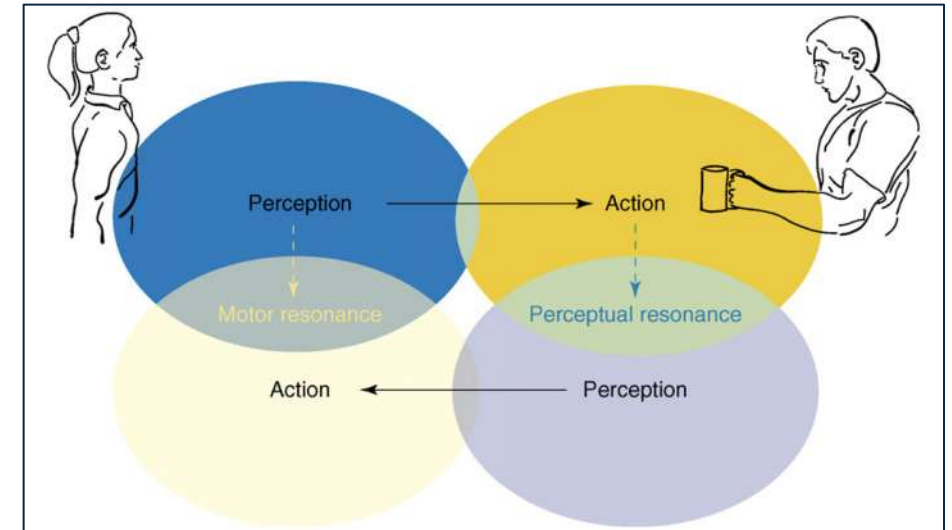 Perception
Action
Motor resonance
Perceptual resonance
Action
Perception